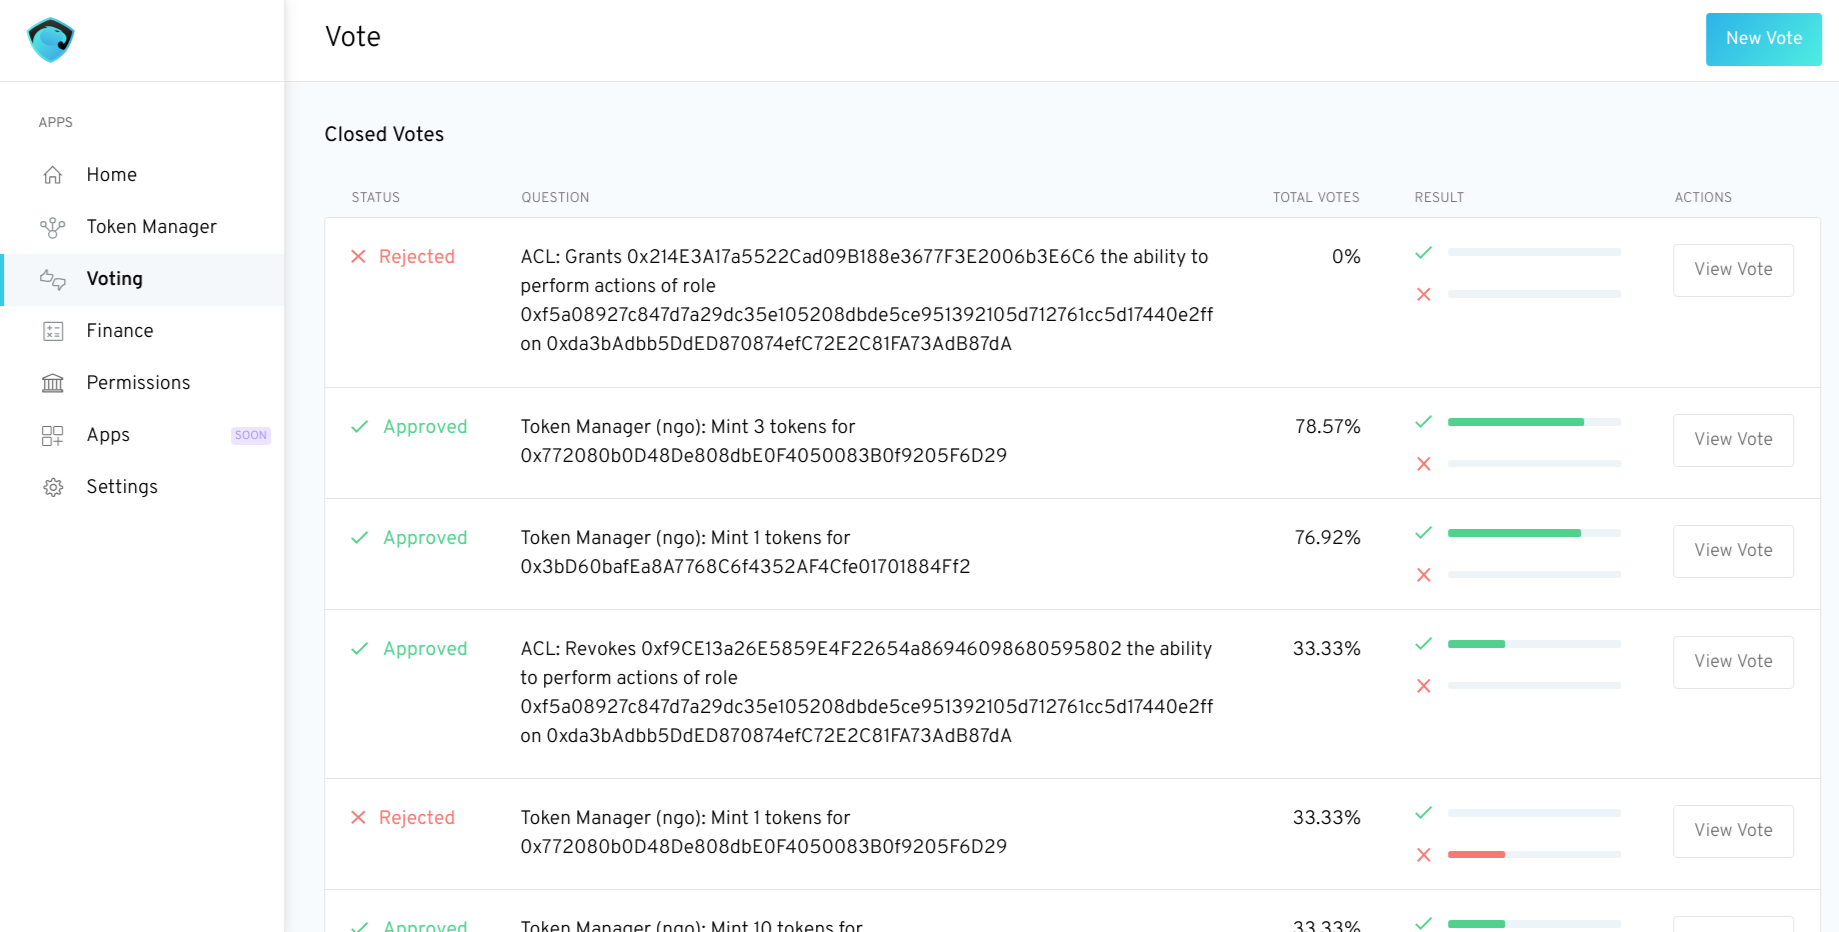 Vote
New Vote
APPS
Home
Token Manager
Voting
Finance
Permissions
Apps
SOON
Settings
Closed Votes
STATUS QUESTION TOTAL VOTES RESULT ACTIONS
Rejected
ACL: Grants 0x214E3A17a5522Cad09B188e3677F3E2006b3E6C6 the ability to
perform actions of role
0xf5a08927c847d7a29dc35e105208dbde5ce951392105d712761cc5d17440e2ff
on 0xda3bAdbb5DdED870874efC72E2C81FA73AdB87dA
0%
View Vote
Approved
Token Manager (ngo): Mint 3 tokens for
0x772080b0D48De808dbE0F4050083B0f9205F6D29
78.57%
View Vote
Approved
Token Manager (ngo): Mint 1 tokens for
0x3bD60bafEa8A7768C6f4352AF4Cfe01701884Ff2
76.92%
View Vote
Approved
ACL: Revokes 0xf9CE13a26E5859E4F22654a86946098680595802 the ability
to perform actions of role
0xf5a08927c847d7a29dc35e105208dbde5ce951392105d712761cc5d17440e2ff
on 0xda3bAdbb5DdED870874efC72E2C81FA73AdB87dA
33.33%
View Vote
Rejected
Token Manager (ngo): Mint 1 tokens for
0x772080b0D48De808dbE0F4050083B0f9205F6D29
33.33%
View Vote
Approved
Token Manager (ngo): Mint 10 tokens for
33.33%